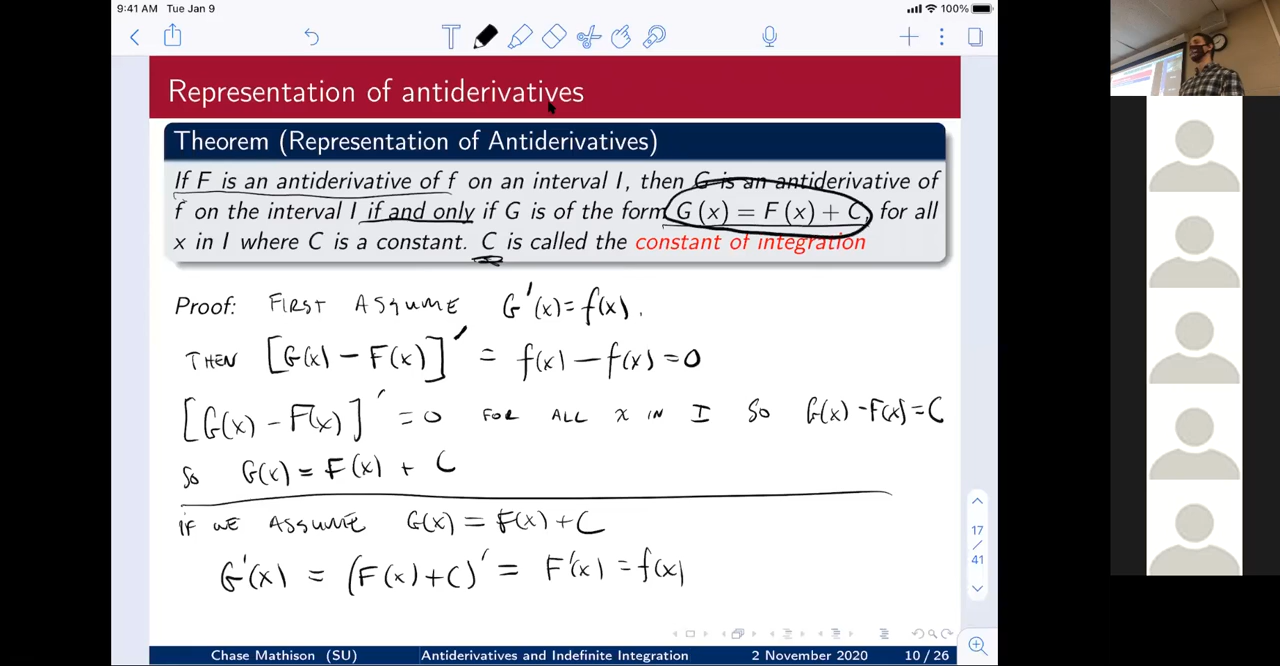 9:41 AM Tue Jan 9
100%
Representation of antiderivatives
Theorem (Representation of Antiderivatives)
If F is an antiderivative of f on an interval I, then G is an antiderivative of
f on the interval I if and only if G is of the form G (x) = F (x) + C, for all
x in I where C is a constant. C is called the constant of integration
Proof: FIRST ASSUME G'(x) = f(x).
THEN [G(x) – F(x)]' = f(x) – f(x) = 0
[G(x) – F(x)]' = 0 FOR ALL x IN I SO G(x) – F(x) = C
SO G(x) = F(x) + C
IF WE ASSUME G(x) = F(x) + C
G'(x) = (F(x) + C)' = F'(x) = f(x)
17
/
41
Chase Mathison (SU) Antiderivatives and Indefinite Integration 2 November 2020 10 / 26